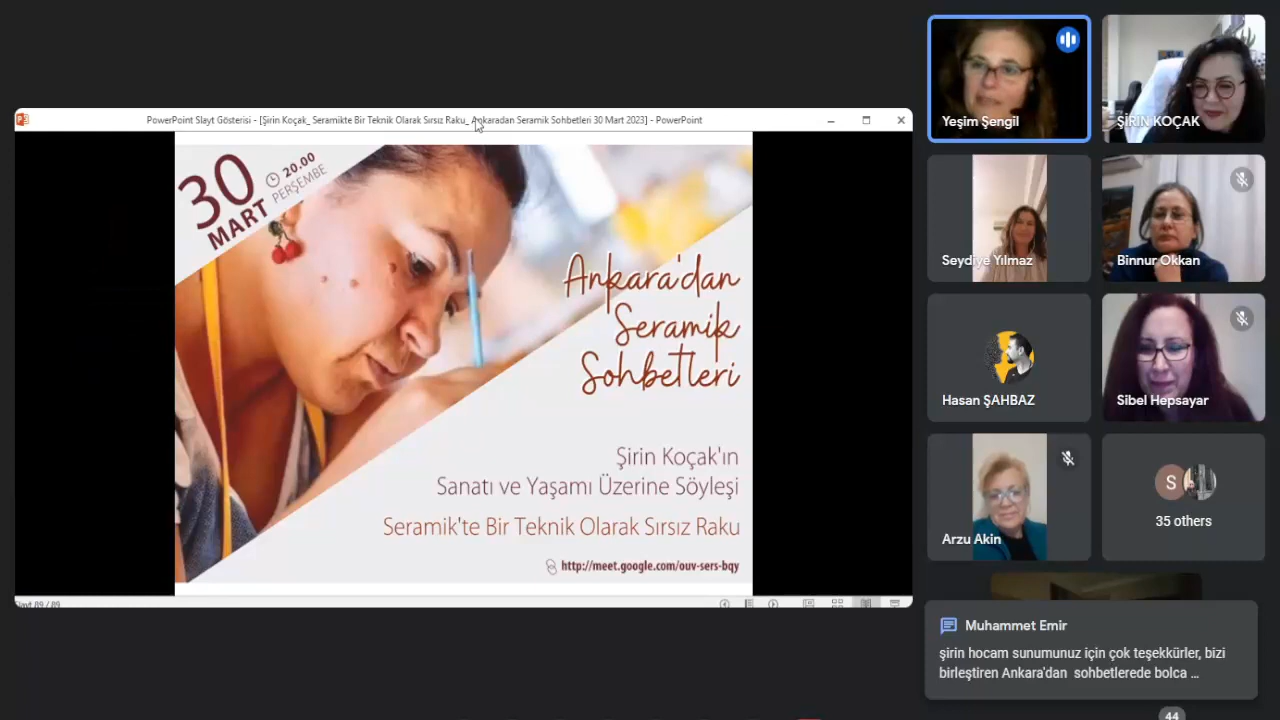 PowerPoint Slayt Gösterisi - [Şirin Koçak_ Seramikte Bir Teknik Olarak Sırsız Raku_ Ankaradan Seramik Sohbetleri 30 Mart 2023] - PowerPoint
30
MART
20.00
PERŞEMBE
Ankara'dan
Seramik
Sohbetleri
Şirin Koçak'ın
Sanatı ve Yaşamı Üzerine Söyleşi
Seramik'te Bir Teknik Olarak Sırsız Raku
http://meet.google.com/ouv-sers-bqy
Slayt 89 / 89
Yeşim Şengil
ŞİRİN KOÇAK
Seydiye Yılmaz
Binnur Okkan
Hasan ŞAHBAZ
Sibel Hepsayar
Arzu Akin
S
35 others
Muhammet Emir
şirin hocam sunumunuz için çok teşekkürler, bizi
birleştiren Ankara'dan sohbetlerede bolca ...
44